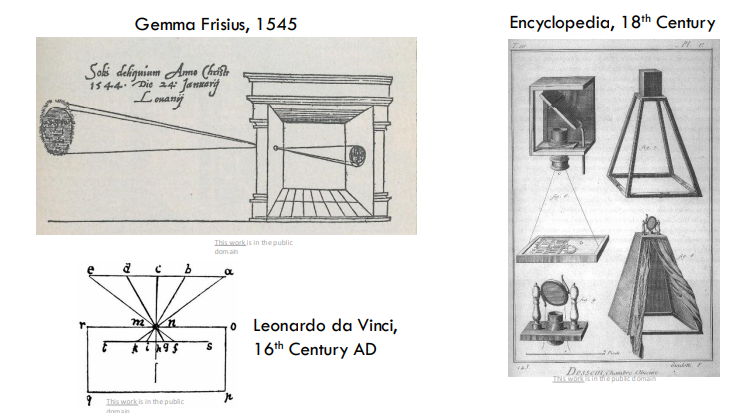 Gemma Frisius, 1545
Solis deliquium Anno Christi
1544. Die 24 Januarij
Louanij
This work is in the public
domain
e d c b a
r m n o
t k i h g f s
q p
This work is in the public
domain
Leonardo da Vinci,
16th Century AD
Encyclopedia, 18th Century
Dessein, Chambre Obscure
This work is in the public domain